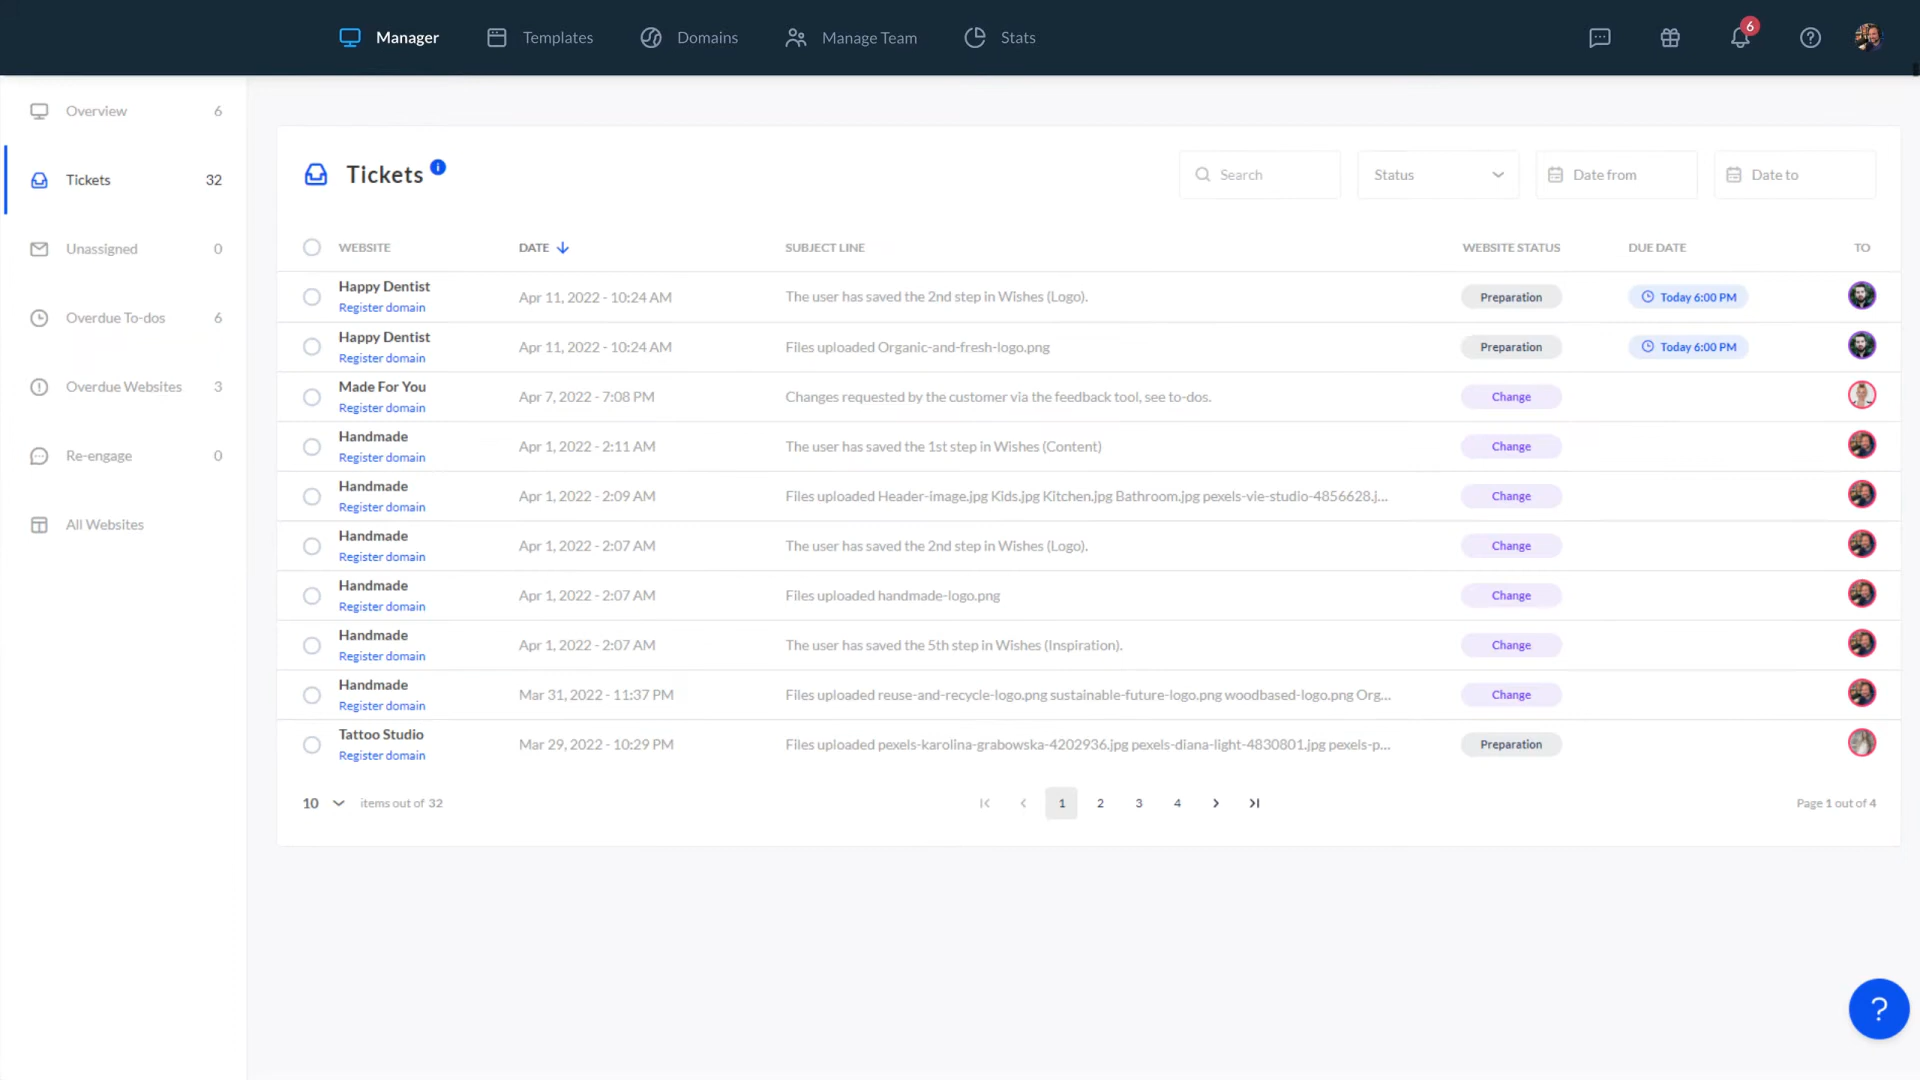 Manager Templates Domains Manage Team Stats 6
Overview 6
Tickets 32
Unassigned 0
Overdue To-dos 6
Overdue Websites 3
Re-engage 0
All Websites
Tickets i Search Status Date from Date to
WEBSITE DATE SUBJECT LINE WEBSITE STATUS DUE DATE TO
Happy Dentist
Register domain
Apr 11, 2022 - 10:24 AM The user has saved the 2nd step in Wishes (Logo). Preparation Today 6:00 PM
Happy Dentist
Register domain
Apr 11, 2022 - 10:24 AM Files uploaded Organic-and-fresh-logo.png Preparation Today 6:00 PM
Made For You
Register domain
Apr 7, 2022 - 7:08 PM Changes requested by the customer via the feedback tool, see to-dos. Change
Handmade
Register domain
Apr 1, 2022 - 2:11 AM The user has saved the 1st step in Wishes (Content) Change
Handmade
Register domain
Apr 1, 2022 - 2:09 AM Files uploaded Header-image.jpg Kids.jpg Kitchen.jpg Bathroom.jpg pexels-vie-studio-4856628.j... Change
Handmade
Register domain
Apr 1, 2022 - 2:07 AM The user has saved the 2nd step in Wishes (Logo). Change
Handmade
Register domain
Apr 1, 2022 - 2:07 AM Files uploaded handmade-logo.png Change
Handmade
Register domain
Apr 1, 2022 - 2:07 AM The user has saved the 5th step in Wishes (Inspiration). Change
Handmade
Register domain
Mar 31, 2022 - 11:37 PM Files uploaded reuse-and-recycle-logo.png sustainable-future-logo.png woodbased-logo.png Org... Change
Tattoo Studio
Register domain
Mar 29, 2022 - 10:29 PM Files uploaded pexels-karolina-grabowska-4202936.jpg pexels-diana-light-4830801.jpg pexels-p... Preparation
10 items out of 32 1 2 3 4 Page 1 out of 4
?